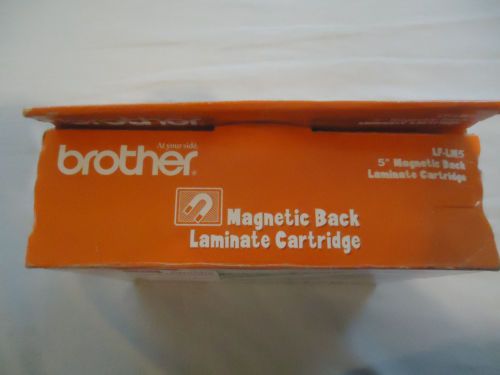 At your side.
brother
LF-LM5
5" Magnetic Back
Laminate Cartridge
Magnetic Back
Laminate Cartridge